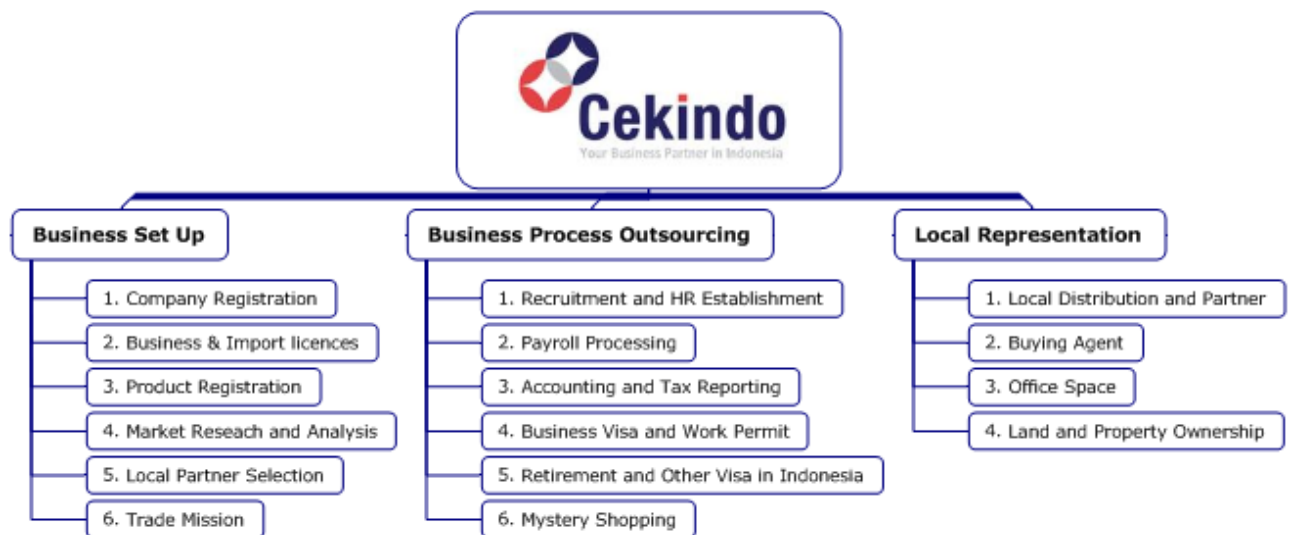 Cekindo
Your Business Partner in Indonesia
Business Set Up
1. Company Registration
2. Business & Import licences
3. Product Registration
4. Market Reseach and Analysis
5. Local Partner Selection
6. Trade Mission
Business Process Outsourcing
1. Recruitment and HR Establishment
2. Payroll Processing
3. Accounting and Tax Reporting
4. Business Visa and Work Permit
5. Retirement and Other Visa in Indonesia
6. Mystery Shopping
Local Representation
1. Local Distribution and Partner
2. Buying Agent
3. Office Space
4. Land and Property Ownership